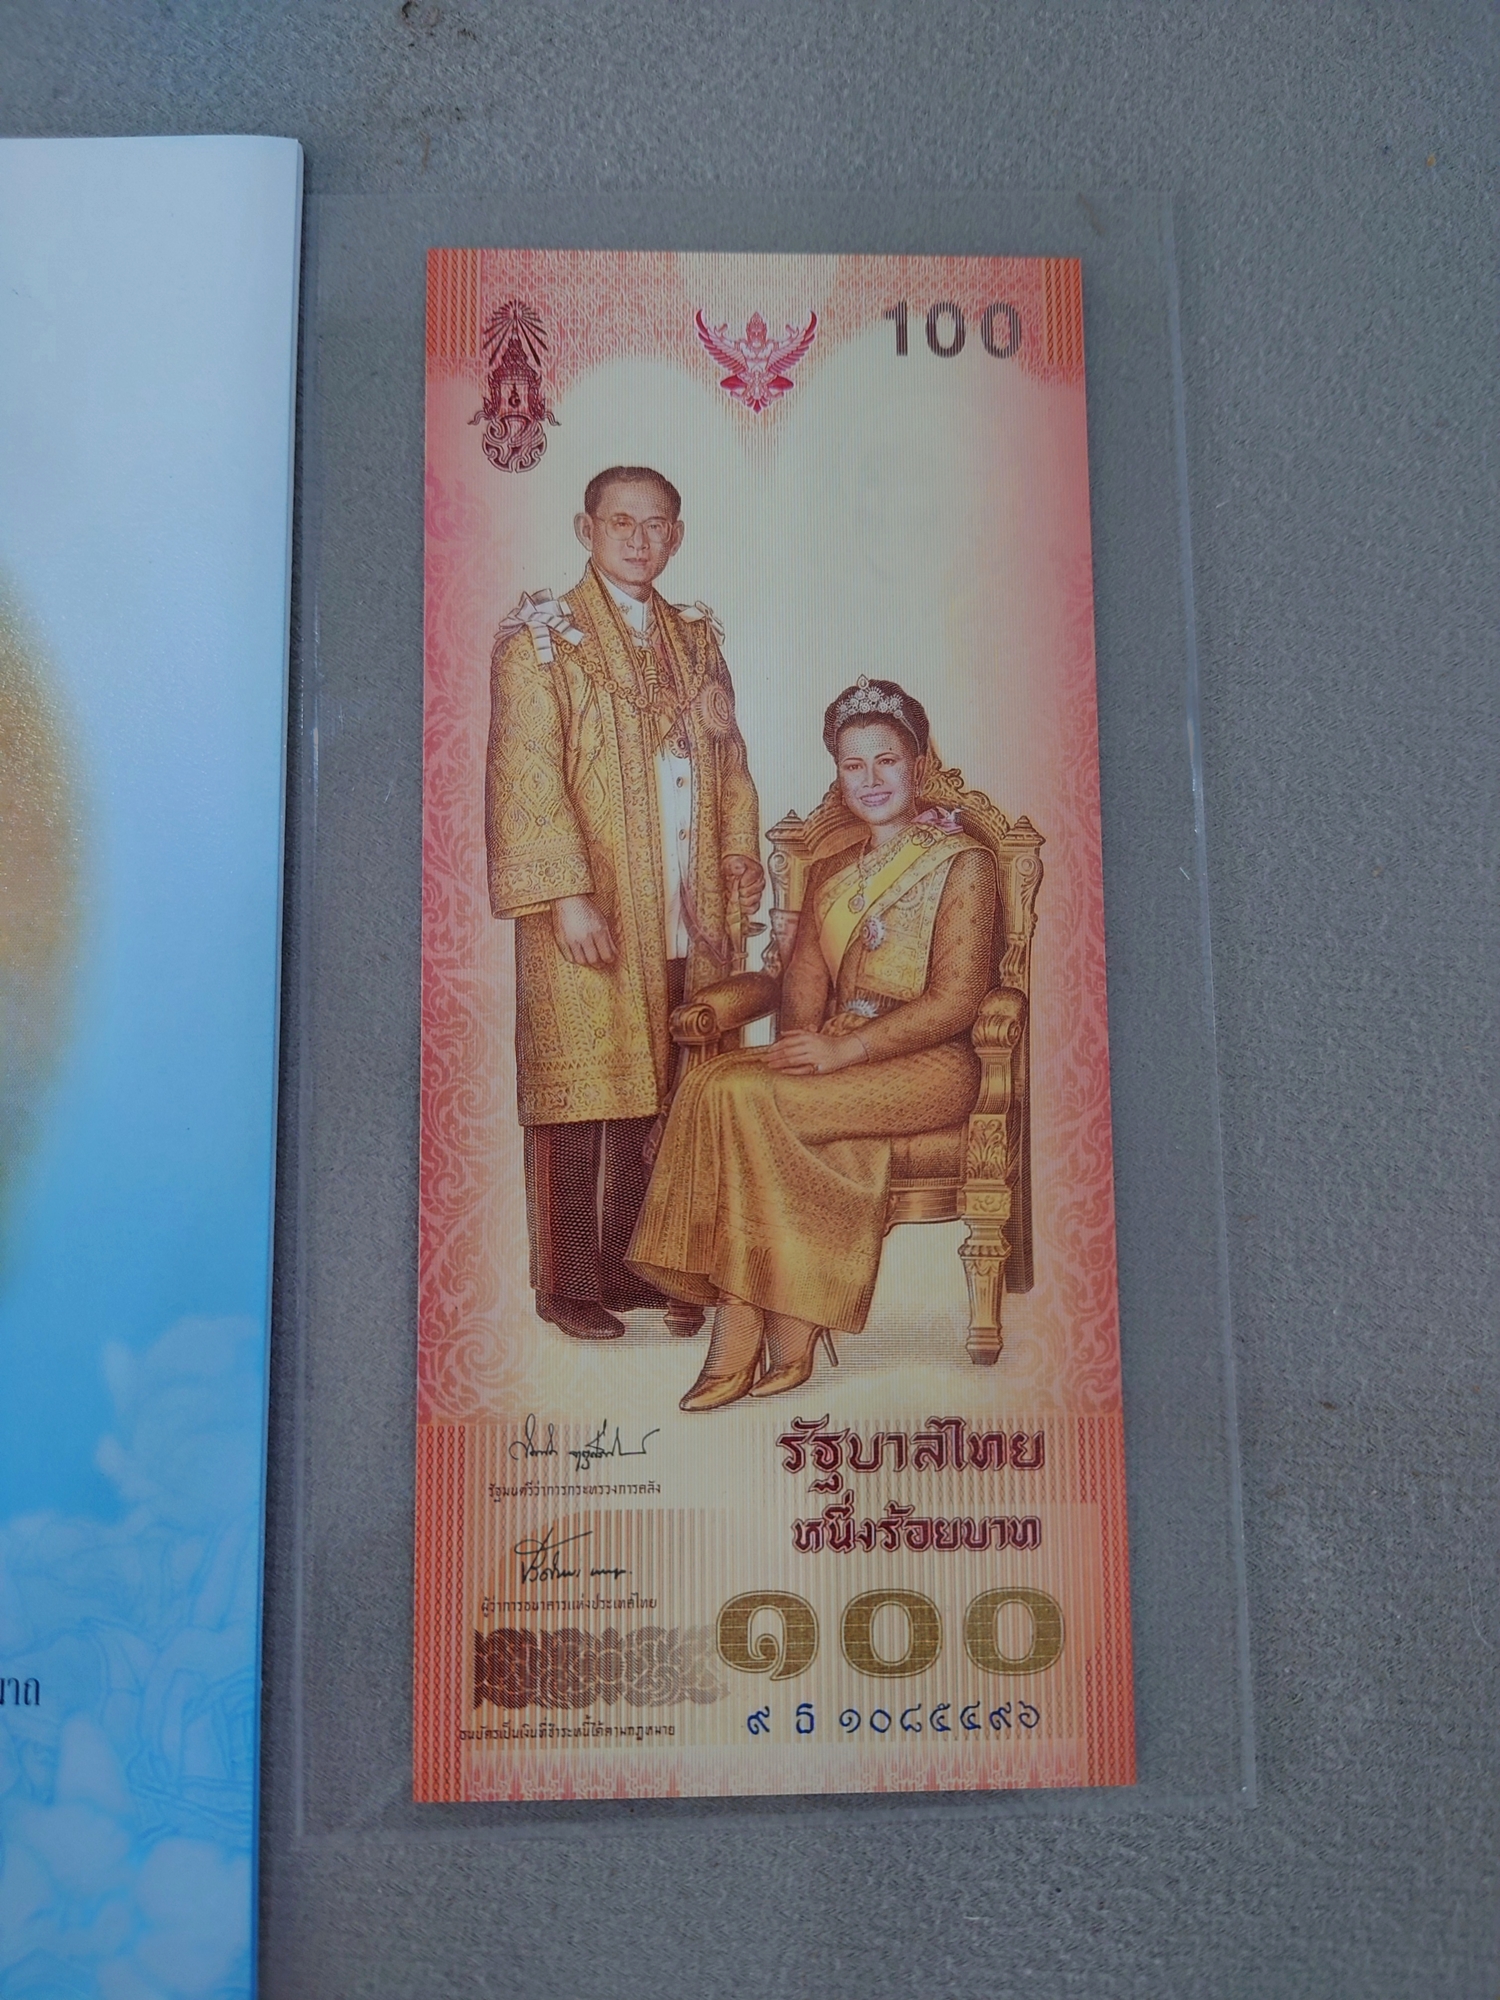 100
รัฐมนตรีว่าการกระทรวงการคลัง
ผู้ว่าการธนาคารแห่งประเทศไทย
ธนบัตรเป็นเงินที่ชำระหนี้ได้ตามกฎหมาย
รัฐบาลไทย
หนึ่งร้อยบาท
๑๐๐
๙ ธ ๑๐๘๕๔๙๖